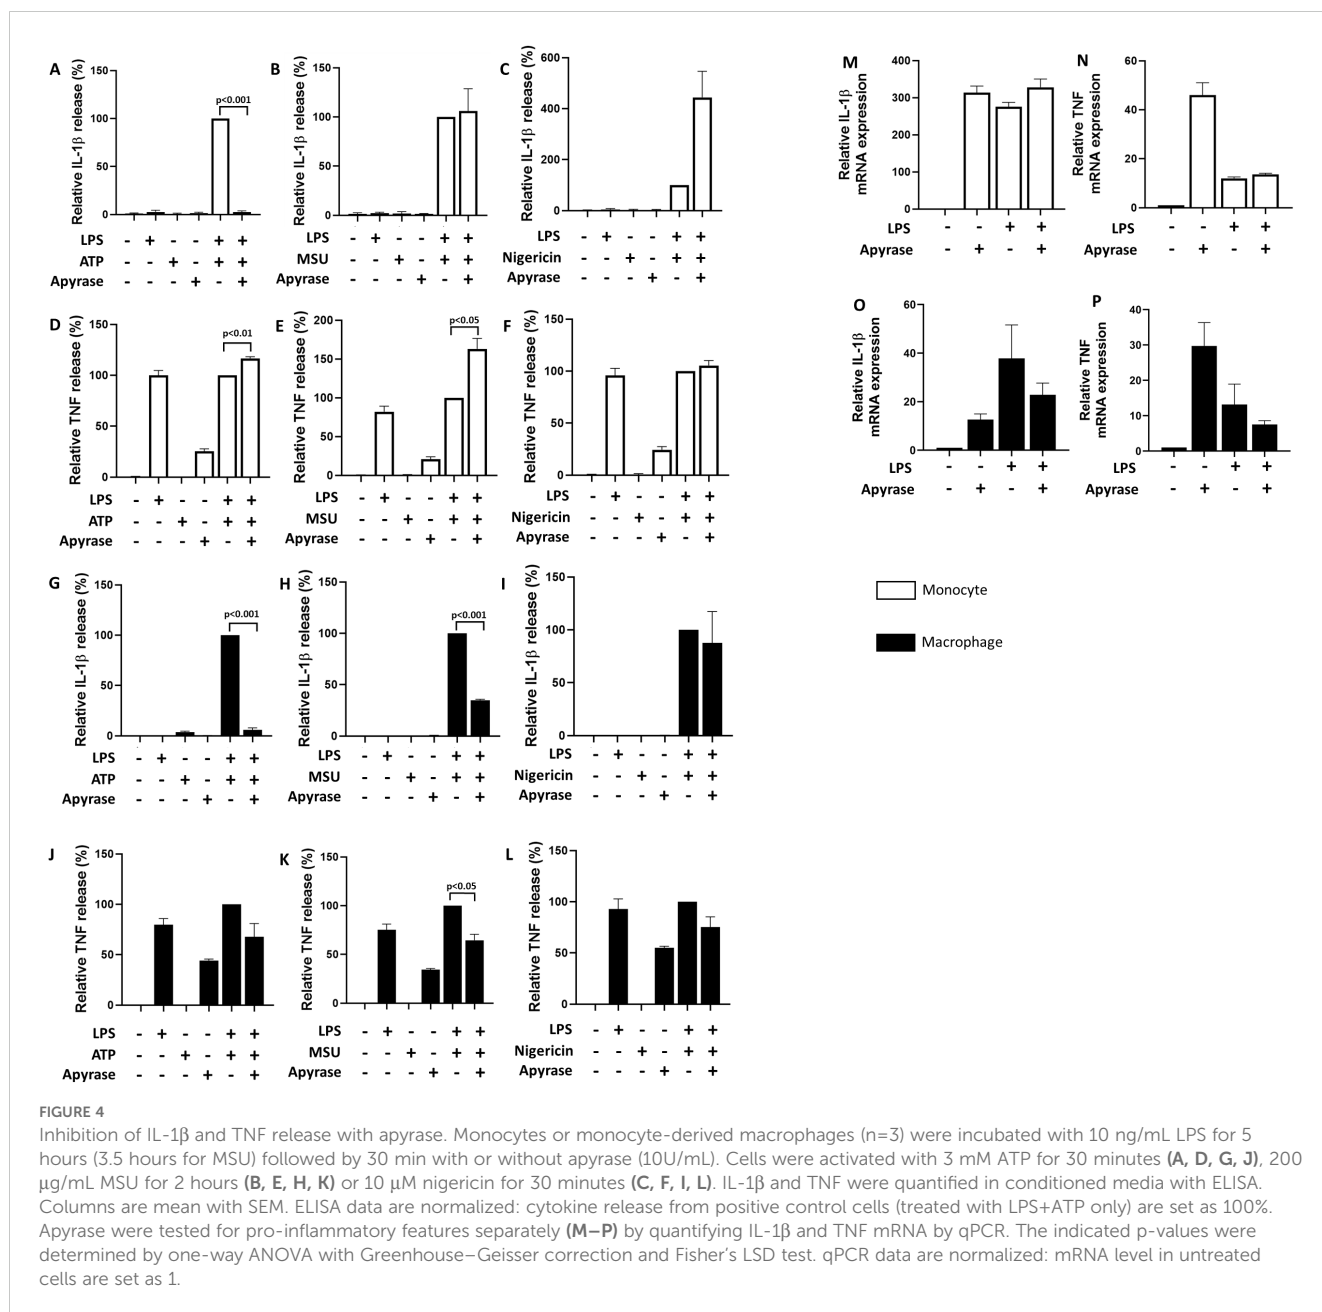 A
Relative IL-1β release (%)
150
100
50
0
p<0.001
LPS - + - - + +
ATP - - + - + +
Apyrase - - - + - +
B
Relative IL-1β release (%)
150
100
50
0
LPS - + - - + +
MSU - - + - + +
Apyrase - - - + - +
C
Relative IL-1β release (%)
600
400
200
0
LPS - + - - + +
Nigericin - - + - + +
Apyrase - - - + - +
M
Relative IL-1β
mRNA expression
400
300
200
100
0
LPS - - + +
Apyrase - + - +
N
Relative TNF
mRNA expression
60
40
20
0
LPS - - + +
Apyrase - + - +
D
Relative TNF release (%)
150
100
50
0
p<0.01
LPS - + - - + +
ATP - - + - + +
Apyrase - - - + - +
E
Relative TNF release (%)
200
150
100
50
0
p<0.05
LPS - + - - + +
MSU - - + - + +
Apyrase - - - + - +
F
Relative TNF release (%)
150
100
50
0
LPS - + - - + +
Nigericin - - + - + +
Apyrase - - - + - +
O
Relative IL-1β
mRNA expression
60
40
20
0
LPS - - + +
Apyrase - + - +
P
Relative TNF
mRNA expression
40
30
20
10
0
LPS - - + +
Apyrase - + - +
G
Relative IL-1β release (%)
150
100
50
0
p<0.001
LPS - + - - + +
ATP - - + - + +
Apyrase - - - + - +
H
Relative IL-1β release (%)
150
100
50
0
p<0.001
LPS - + - - + +
MSU - - + - + +
Apyrase - - - + - +
I
Relative IL-1β release (%)
150
100
50
0
LPS - + - - + +
Nigericin - - + - + +
Apyrase - - - + - +
Monocyte
Macrophage
J
Relative TNF release (%)
150
100
50
0
LPS - + - - + +
ATP - - + - + +
Apyrase - - - + - +
K
Relative TNF release (%)
150
100
50
0
p<0.05
LPS - + - - + +
MSU - - + - + +
Apyrase - - - + - +
L
Relative TNF release (%)
150
100
50
0
LPS - + - - + +
Nigericin - - + - + +
Apyrase - - - + - +
FIGURE 4
Inhibition of IL-1β and TNF release with apyrase. Monocytes or monocyte-derived macrophages (n=3) were incubated with 10 ng/mL LPS for 5
hours (3.5 hours for MSU) followed by 30 min with or without apyrase (10U/mL). Cells were activated with 3 mM ATP for 30 minutes (A, D, G, J), 200
μg/mL MSU for 2 hours (B, E, H, K) or 10 μM nigericin for 30 minutes (C, F, I, L). IL-1β and TNF were quantified in conditioned media with ELISA.
Columns are mean with SEM. ELISA data are normalized: cytokine release from positive control cells (treated with LPS+ATP only) are set as 100%.
Apyrase were tested for pro-inflammatory features separately (M–P) by quantifying IL-1β and TNF mRNA by qPCR. The indicated p-values were
determined by one-way ANOVA with Greenhouse–Geisser correction and Fisher's LSD test. qPCR data are normalized: mRNA level in untreated
cells are set as 1.